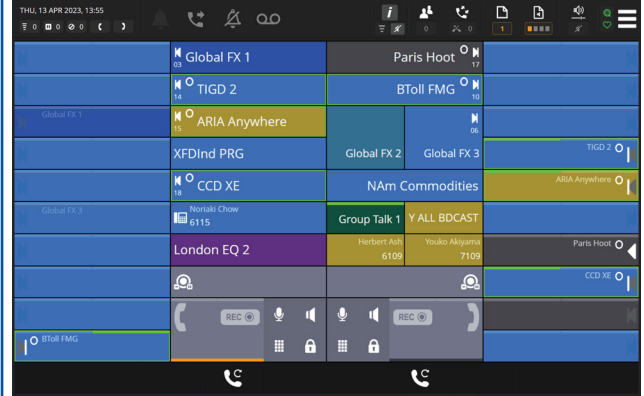 THU, 13 APR 2023, 13:55
0 0 0
0 0
1
Global FX 1
03
Paris Hoot
17
TIGD 2
14
BToll FMG
10
Global FX 1
ARIA Anywhere
15
Global FX 2
Global FX 3
06
XFDInd PRG
TIGD 2
CCD XE
18
NAm Commodities
ARIA Anywhere
Global FX 3
Noriaki Chow
6115
Group Talk 1
Y ALL BDCAST
London EQ 2
Herbert Ash
6109
Youko Akiyama
7109
Paris Hoot
CCD XE
REC
REC
BToll FMG